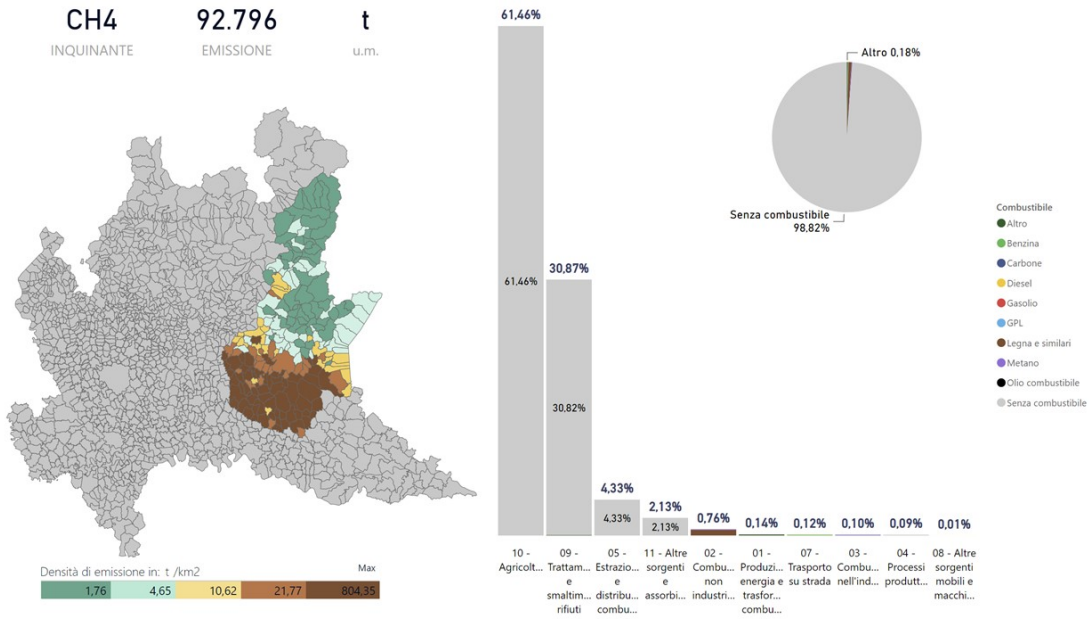 CH4
92.796
t
INQUINANTE
EMISSIONE
u.m.
Densità di emissione in: t /km2
Max
1,76
4,65
10,62
21,77
804,35
61,46%
61,46%
30,87%
30,82%
4,33%
4,33%
2,13%
2,13%
0,76%
0,14%
0,12%
0,10%
0,09%
0,01%
10 -
Agricolt...
09 -
Trattam...
e
smaltim...
rifiuti
05 -
Estrazio...
e
distribu...
combu...
11 - Altre
sorgenti
e
assorbi...
02 -
Combu...
non
industri...
01 -
Produzi...
energia e
trasfor...
combu...
07 -
Trasporto
su strada
03 -
Combu...
nell'ind...
04 -
Processi
produtt...
08 - Altre
sorgenti
mobili e
macchi...
Altro 0,18%
Senza combustibile
98,82%
Combustibile
Altro
Benzina
Carbone
Diesel
Gasolio
GPL
Legna e similari
Metano
Olio combustibile
Senza combustibile